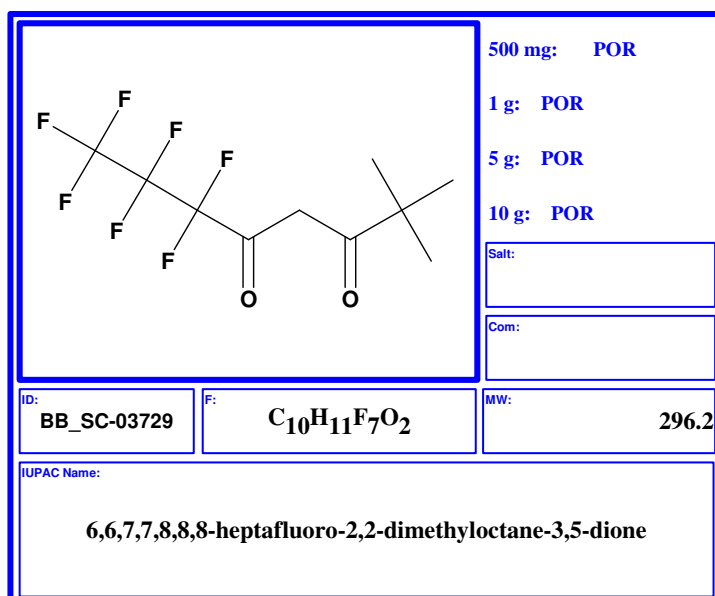 500 mg: POR
1 g: POR
5 g: POR
10 g: POR
F
F
F
F
F
F
F
O
O
Salt:
Com:
ID:
BB_SC-03729
F:
C10H11F7O2
MW:
296.2
IUPAC Name:
6,6,7,7,8,8,8-heptafluoro-2,2-dimethyloctane-3,5-dione